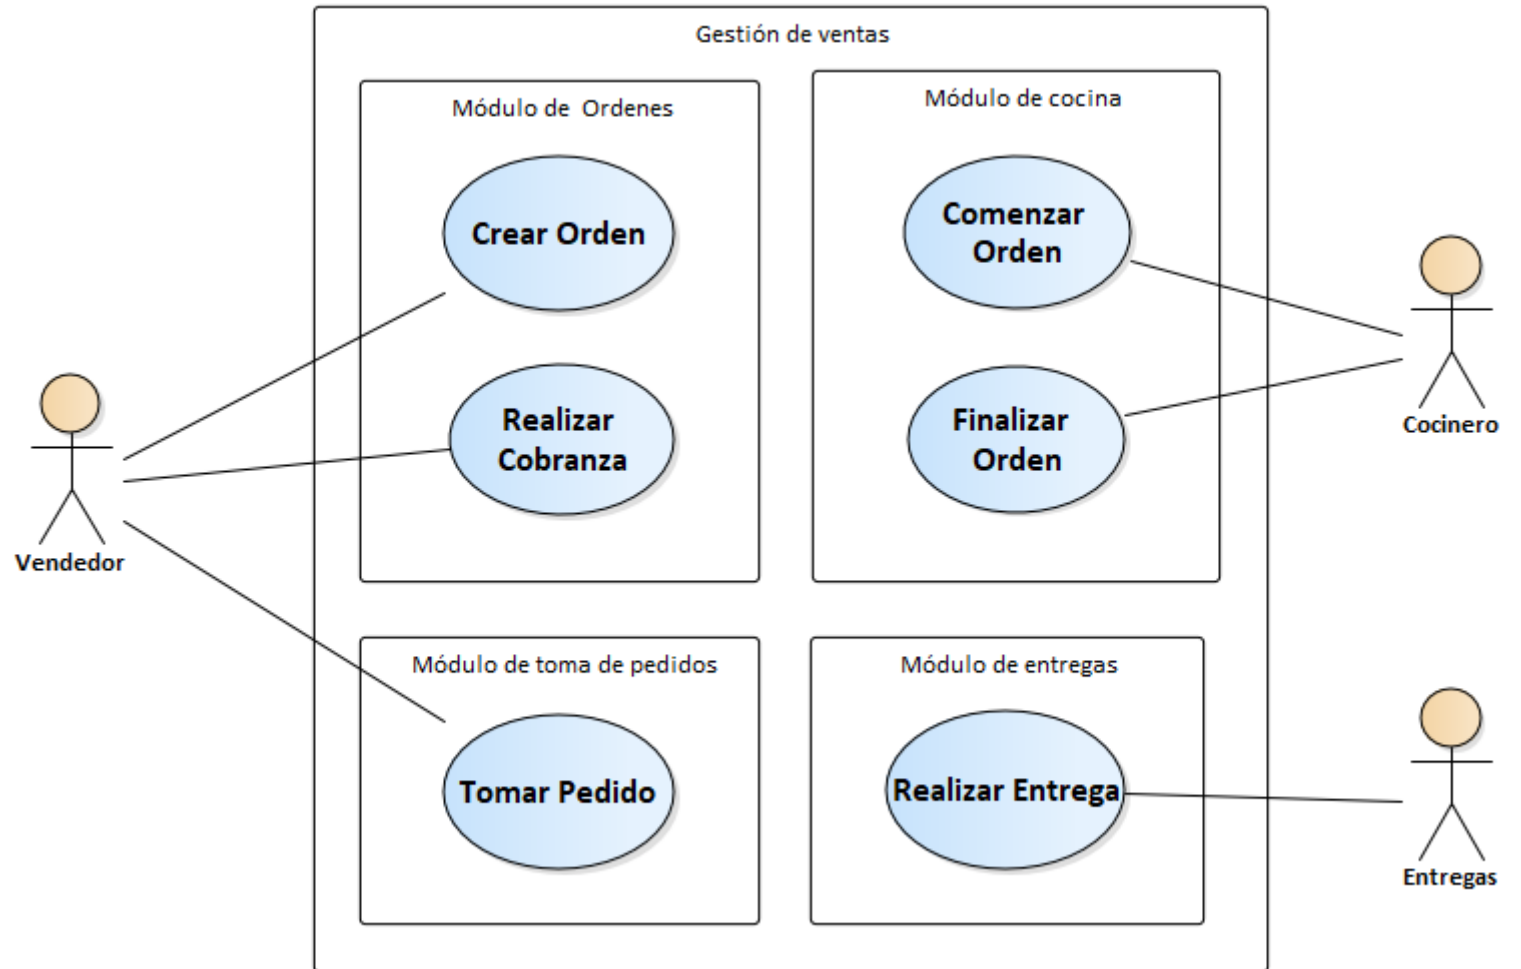 Gestión de ventas
Módulo de Ordenes
Crear Orden
Realizar
Cobranza
Módulo de cocina
Comenzar
Orden
Finalizar
Orden
Vendedor
Cocinero
Módulo de toma de pedidos
Tomar Pedido
Módulo de entregas
Realizar Entrega
Entregas